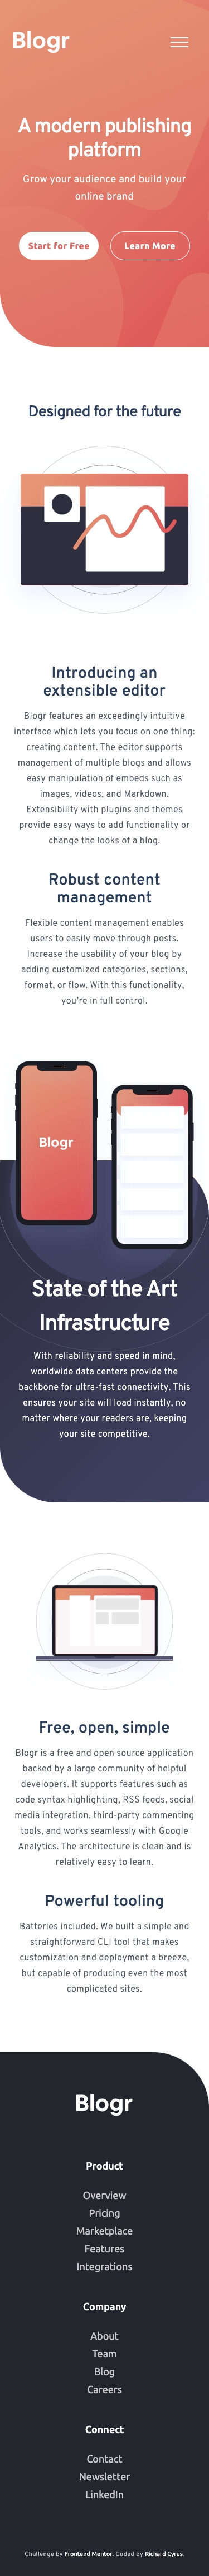 Blogr
A modern publishing
platform
Grow your audience and build your
online brand
Start for Free
Learn More
Designed for the future
Introducing an
extensible editor
Blogr features an exceedingly intuitive
interface which lets you focus on one thing:
creating content. The editor supports
management of multiple blogs and allows
easy manipulation of embeds such as
images, videos, and Markdown.
Extensibility with plugins and themes
provide easy ways to add functionality or
change the looks of a blog.
Robust content
management
Flexible content management enables
users to easily move through posts.
Increase the usability of your blog by
adding customized categories, sections,
format, or flow. With this functionality,
you’re in full control.
Blogr
State of the Art
Infrastructure
With reliability and speed in mind,
worldwide data centers provide the
backbone for ultra-fast connectivity. This
ensures your site will load instantly, no
matter where your readers are, keeping
your site competitive.
Free, open, simple
Blogr is a free and open source application
backed by a large community of helpful
developers. It supports features such as
code syntax highlighting, RSS feeds, social
media integration, third-party commenting
tools, and works seamlessly with Google
Analytics. The architecture is clean and is
relatively easy to learn.
Powerful tooling
Batteries included. We built a simple and
straightforward CLI tool that makes
customization and deployment a breeze,
but capable of producing even the most
complicated sites.
Blogr
Product
Overview
Pricing
Marketplace
Features
Integrations
Company
About
Team
Blog
Careers
Connect
Contact
Newsletter
LinkedIn
Challenge by Frontend Mentor. Coded by Richard Cyrus.